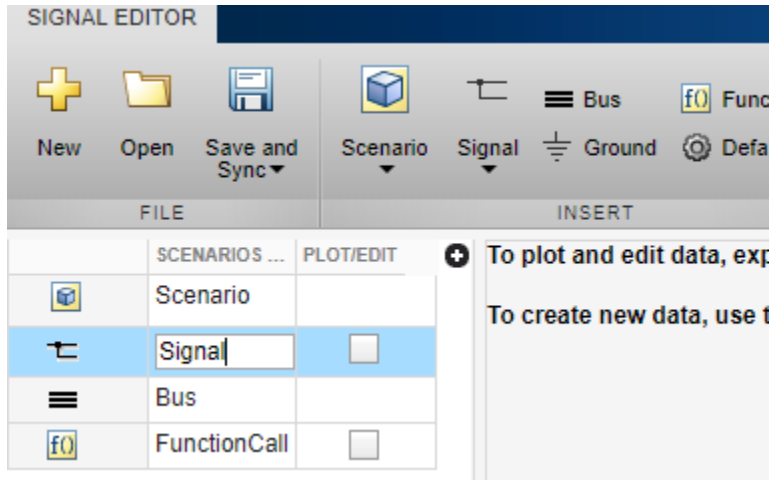 SIGNAL EDITOR
New Open Save and Sync Scenario Signal Bus Ground f()
FILE INSERT
SCENARIOS ... PLOT/EDIT To plot and edit data,
Scenario
To create new data, use
Signal
Bus
f() FunctionCall